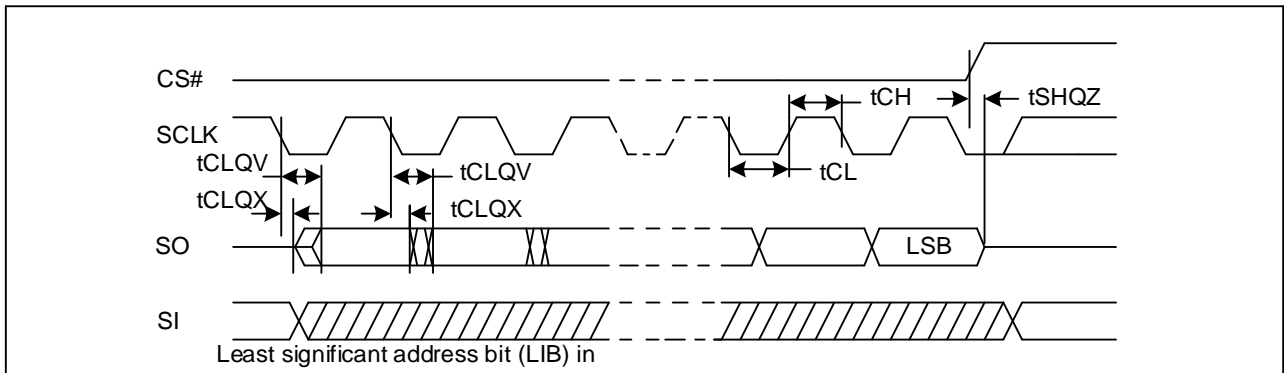 CS#
tCH
tSHQZ
SCLK
tCLQV
tCLQV
tCL
tCLQX
tCLQX
SO
LSB
SI
Least significant address bit (LIB) in